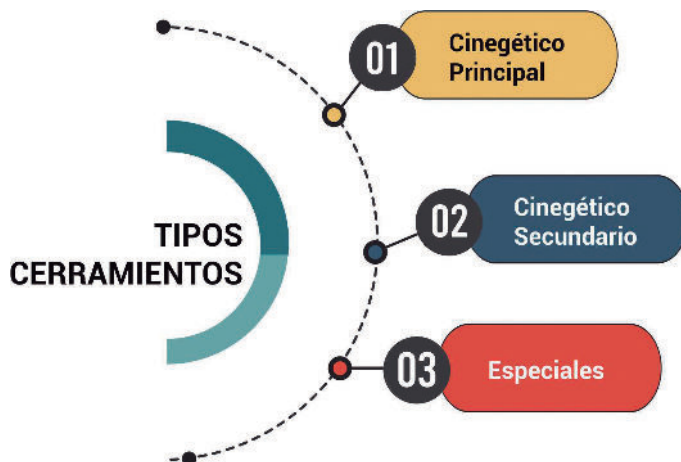 TIPOS
CERRAMIENTOS
01
Cinegético
Principal
02
Cinegético
Secundario
03
Especiales